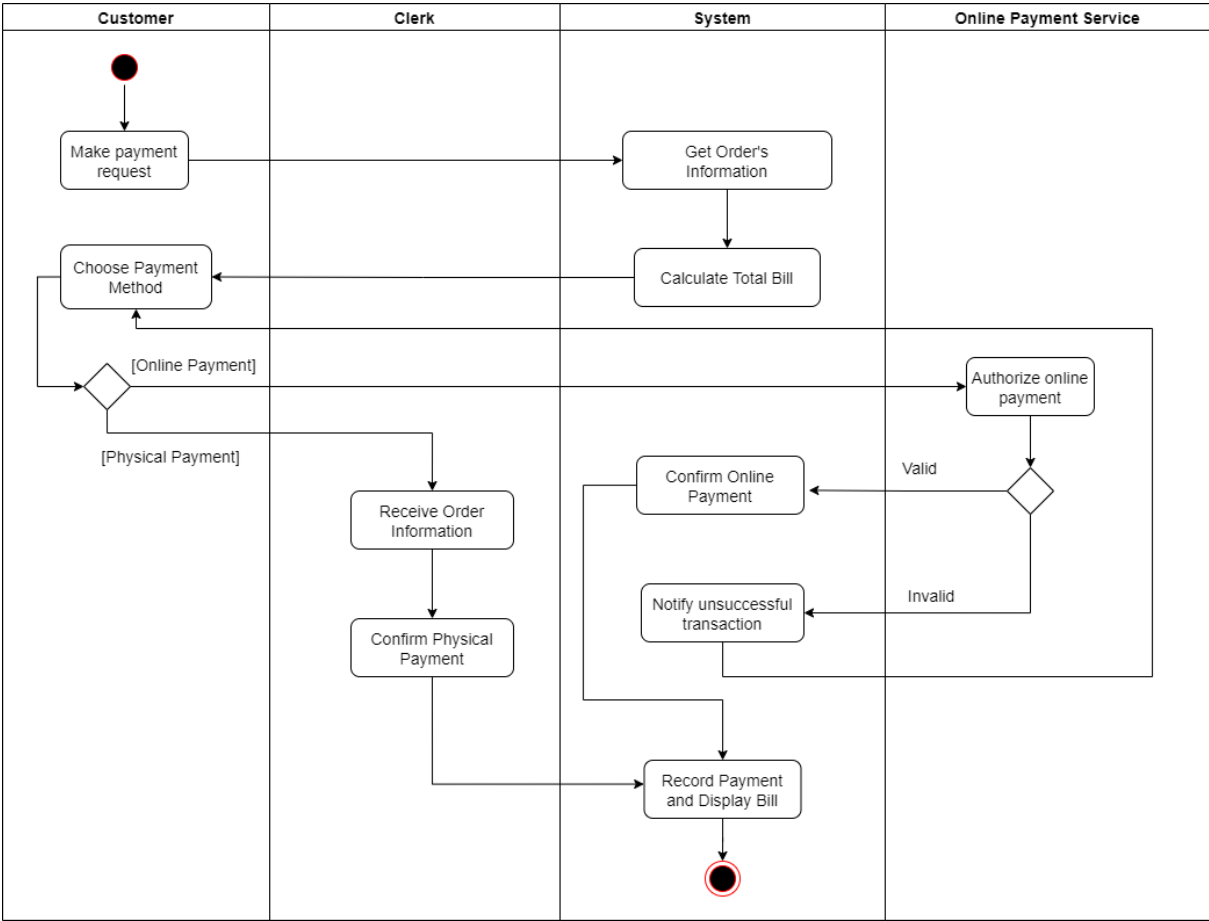 Customer
Clerk
System
Online Payment Service
Make payment
request
Get Order's
Information
Choose Payment
Method
Calculate Total Bill
[Online Payment]
Authorize online
payment
[Physical Payment]
Confirm Online
Payment
Valid
Receive Order
Information
Notify unsuccessful
transaction
Invalid
Confirm Physical
Payment
Record Payment
and Display Bill